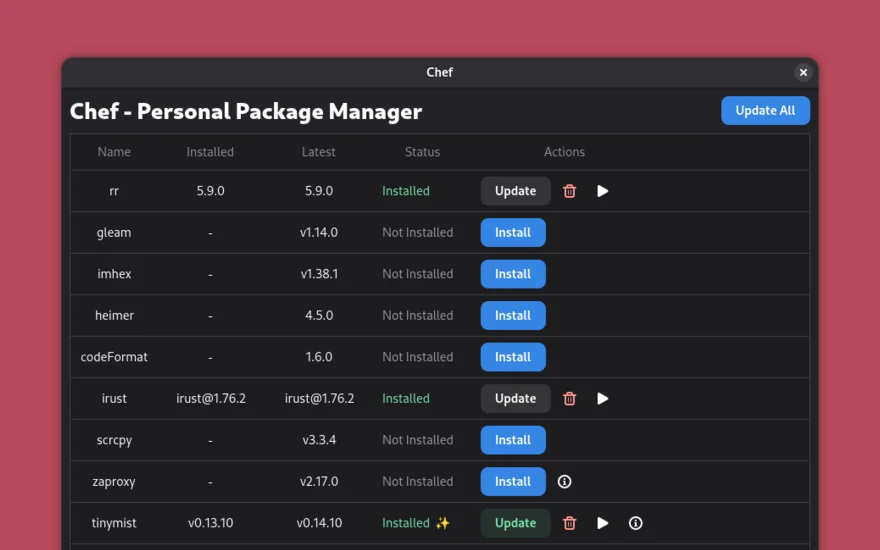 Chef
Chef - Personal Package Manager Update All
Name Installed Latest Status Actions
rr 5.9.0 5.9.0 Installed Update
gleam - v1.14.0 Not Installed Install
imhex - v1.38.1 Not Installed Install
heimer - 4.5.0 Not Installed Install
codeFormat - 1.6.0 Not Installed Install
irust irust@1.76.2 irust@1.76.2 Installed Update
scrcpy - v3.3.4 Not Installed Install
zaproxy - v2.17.0 Not Installed Install
tinymist v0.13.10 v0.14.10 Installed ✨ Update